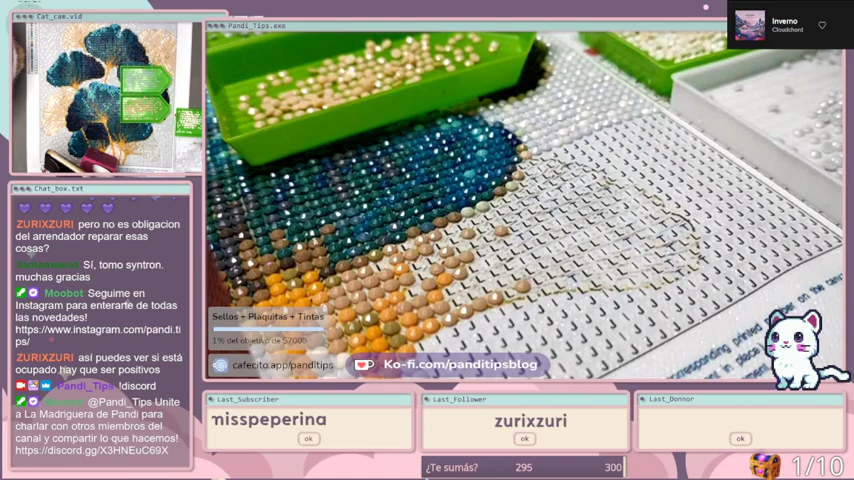 Cat_cam.vid
Pandi_Tips.exe
Inverno
Cloudchord
Chat_box.txt
ZURIXZURI pero no es obligacion
del arrendador reparar esas
cosas?
Sí, tomo syntron.
muchas gracias
Moobot Seguime en
Instagram para enterarte de todas
las novedades!
https://www.instagram.com/pandi.ti
ps/
ZURIXZURI así puedes ver si está
ocupado hay que ser positivos
Pandi_Tips !discord
@Pandi_Tips Unite
a La Madriguera de Pandi para
charlar con otros miembros del
canal y compartir lo que hacemos!
https://discord.gg/X3HNEuC69X
Sellos + Plaquitas + Tintas
1% del objetivo de $7000
cafecito.app/panditips
Ko-fi.com/panditipsblog
Last_Subscriber
misspeperina
ok
Last_Follower
zurixzuri
ok
Last_Donnor
ok
¿Te sumás? 295 300
1/10